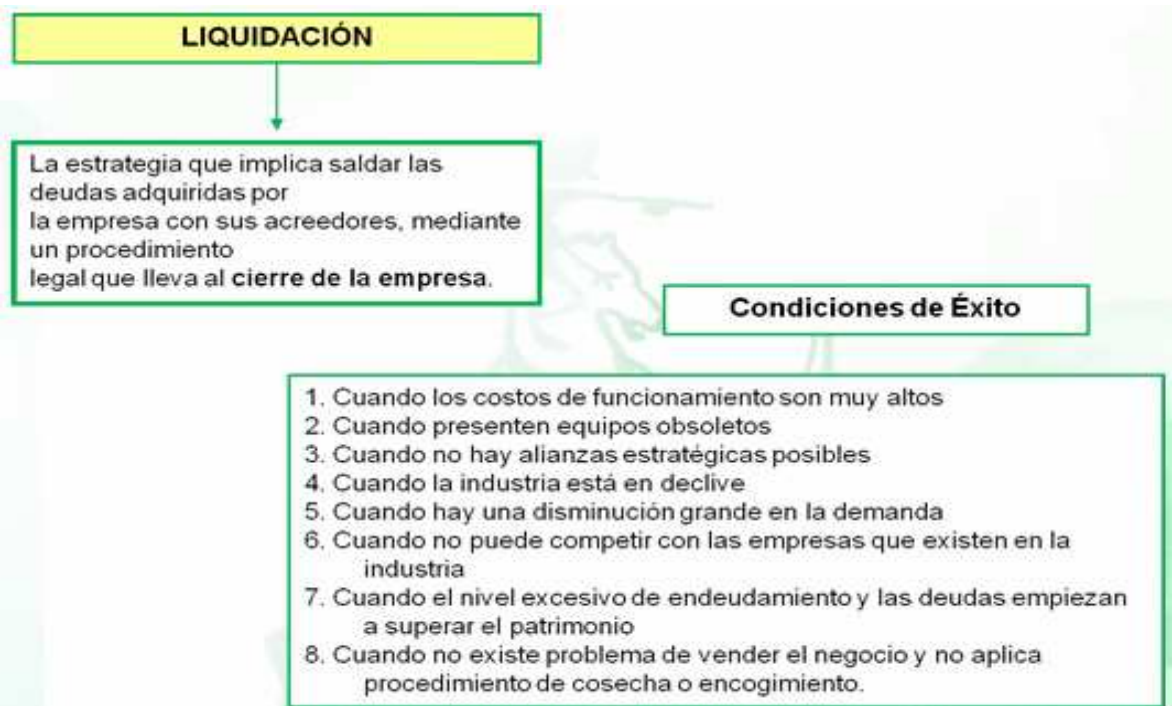 LIQUIDACIÓN
La estrategia que implica saldar las
deudas adquiridas por
la empresa con sus acreedores, mediante
un procedimiento
legal que lleva al cierre de la empresa.
Condiciones de Éxito
1. Cuando los costos de funcionamiento son muy altos
2. Cuando presenten equipos obsoletos
3. Cuando no hay alianzas estratégicas posibles
4. Cuando la industria está en declive
5. Cuando hay una disminución grande en la demanda
6. Cuando no puede competir con las empresas que existen en la
industria
7. Cuando el nivel excesivo de endeudamiento y las deudas empiezan
a superar el patrimonio
8. Cuando no existe problema de vender el negocio y no aplica
procedimiento de cosecha o encogimiento.